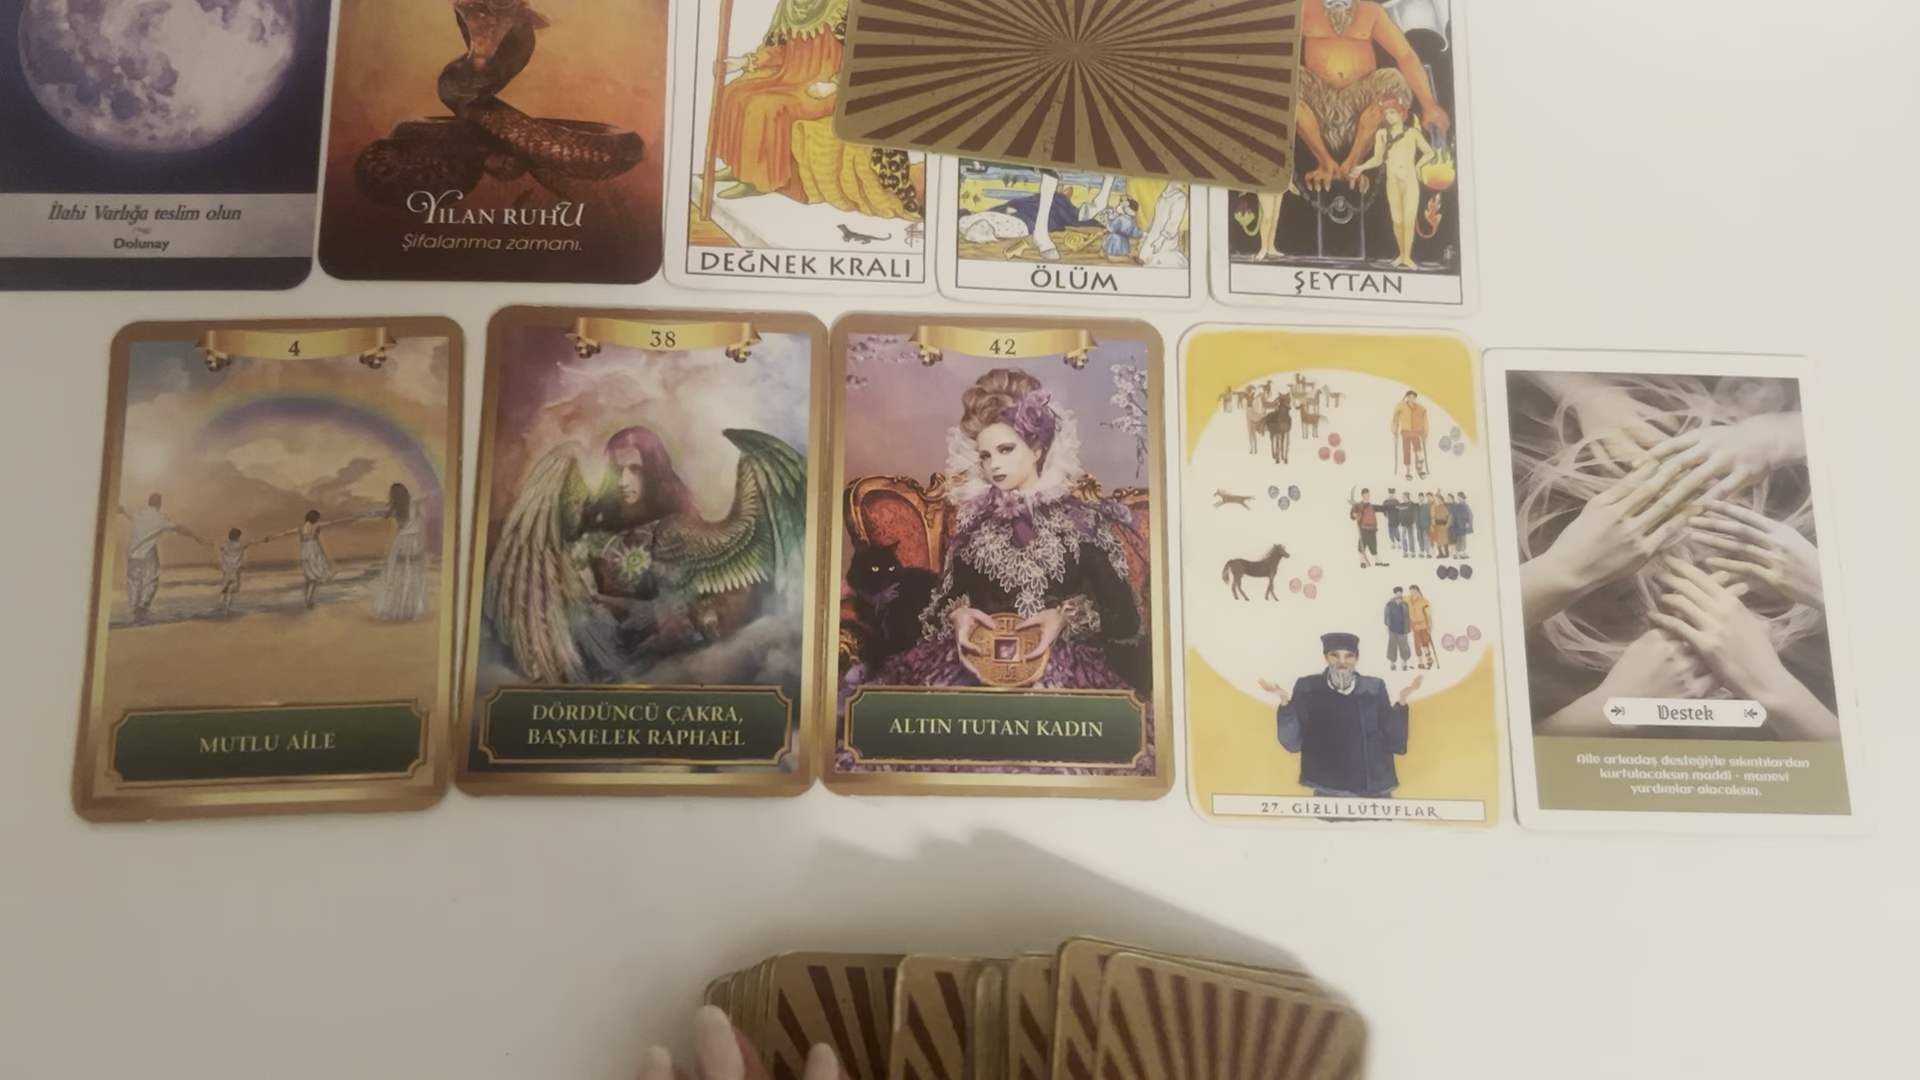 İlahi Varlığa teslim olun
Dolunay
YILAN RUHU
Şifalanma zamanı.
DEĞNEK KRALI
ÖLÜM
ŞEYTAN
4
MUTLU AİLE
38
DÖRDÜNCÜ ÇAKRA,
BAŞMELEK RAPHAEL
42
ALTIN TUTAN KADIN
27. GİZLİ LÜTUFLAR
Destek
Aile arkadaş desteğiyle sıkıntılardan
kurtulacaksın maddi - manevi
yardımlar alacaksın.